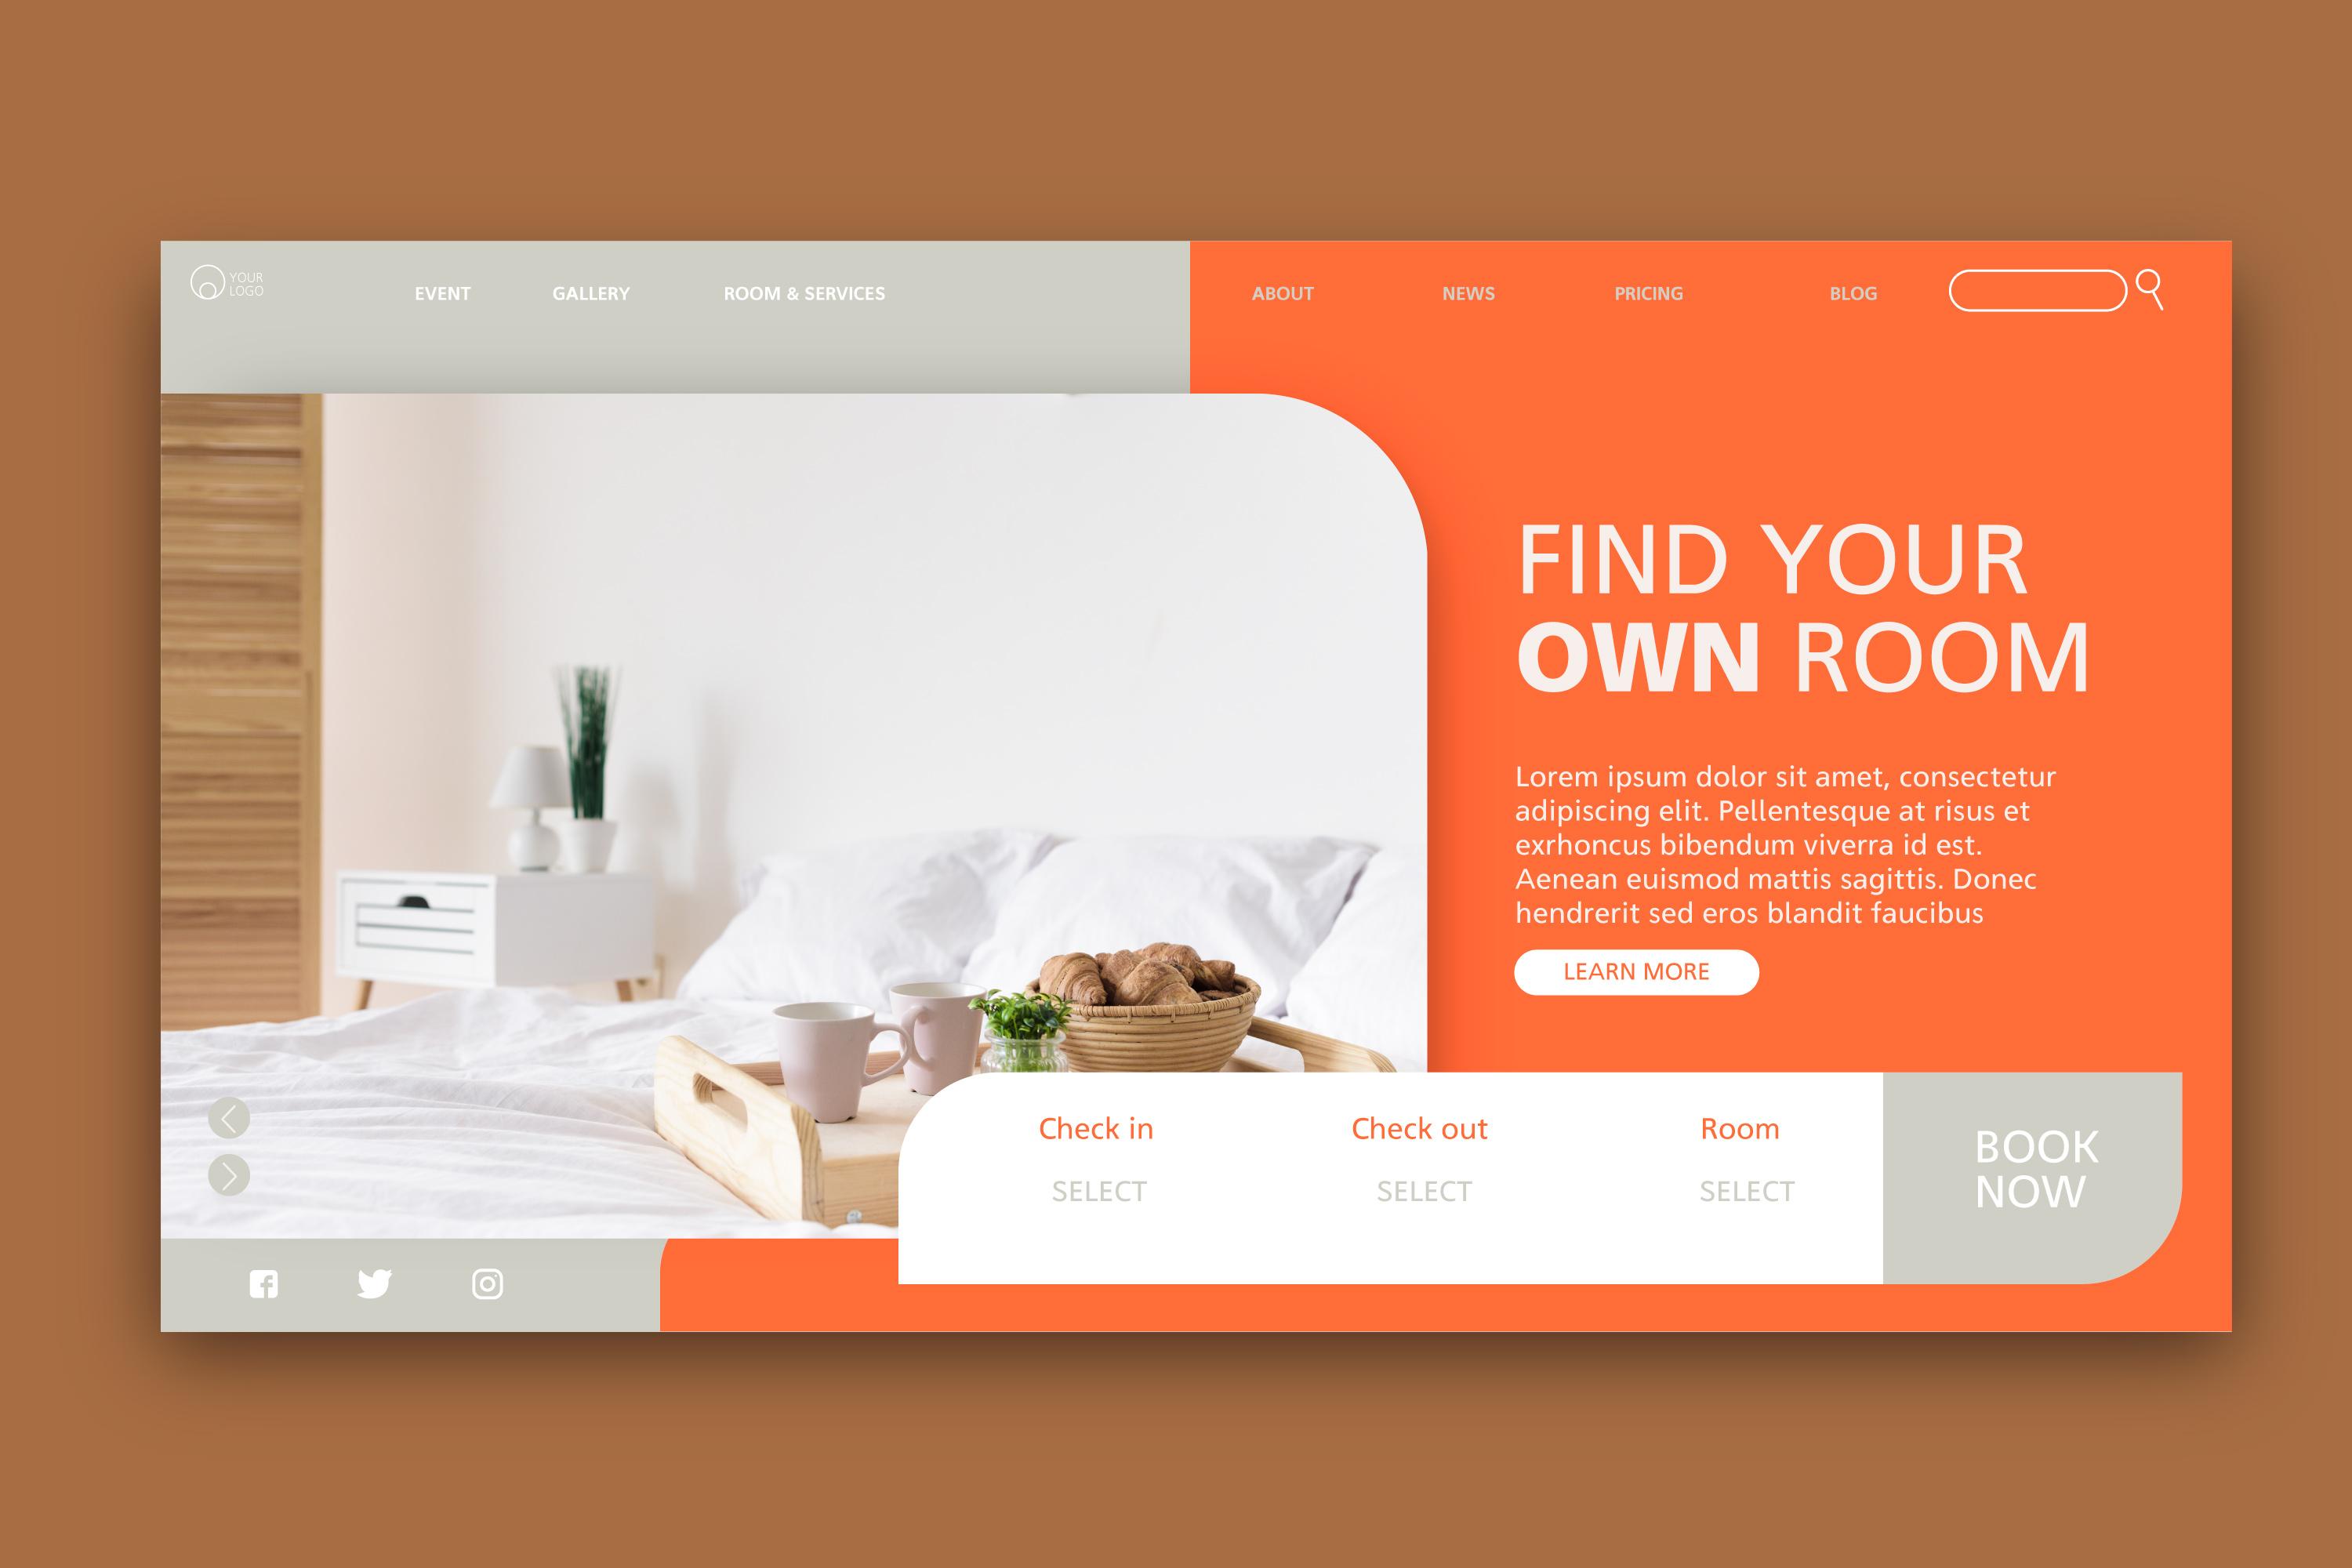 YOUR
LOGO
EVENT
GALLERY
ROOM & SERVICES
ABOUT
NEWS
PRICING
BLOG
FIND YOUR
OWN ROOM
Lorem ipsum dolor sit amet, consectetur
adipiscing elit. Pellentesque at risus et
exrhoncus bibendum viverra id est.
Aenean euismod mattis sagittis. Donec
hendrerit sed eros blandit faucibus
LEARN MORE
Check in
SELECT
Check out
SELECT
Room
SELECT
BOOK
NOW